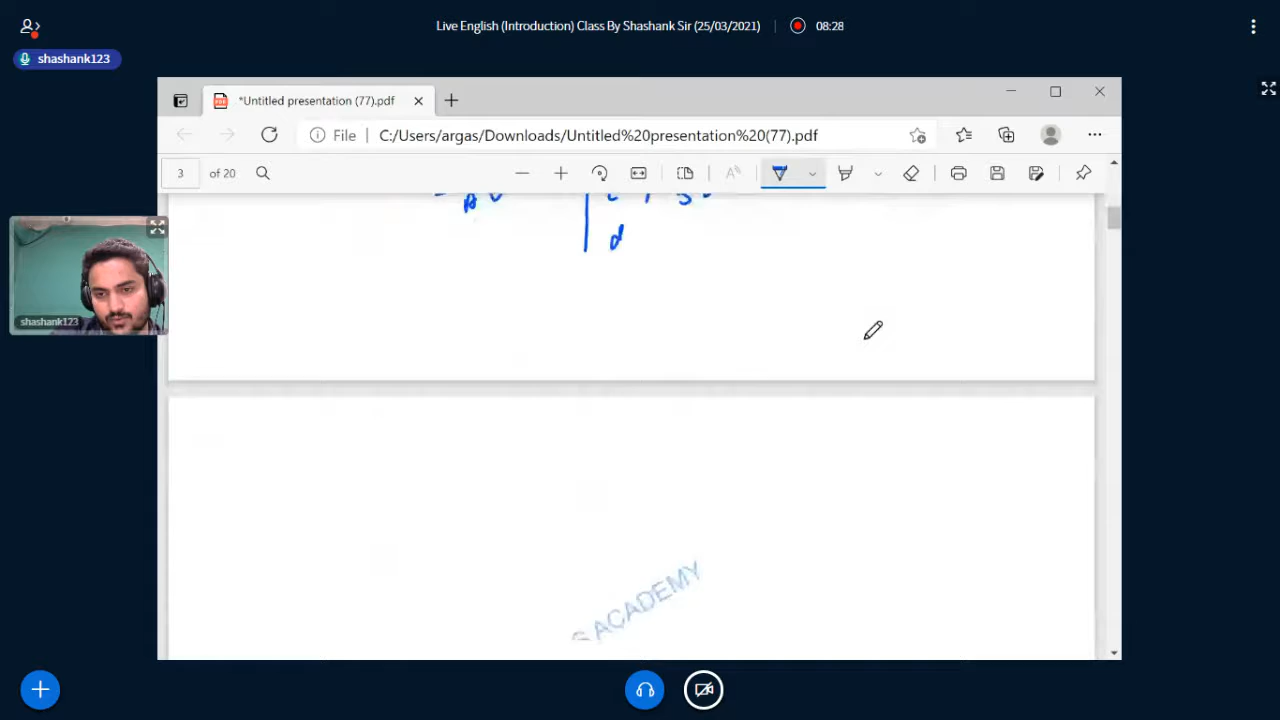 Live English (Introduction) Class By Shashank Sir (25/03/2021)
08:28
shashank123
*Untitled presentation (77).pdf
File
C:/Users/argas/Downloads/Untitled%20presentation%20(77).pdf
3 of 20
d
shashank123
S ACADEMY